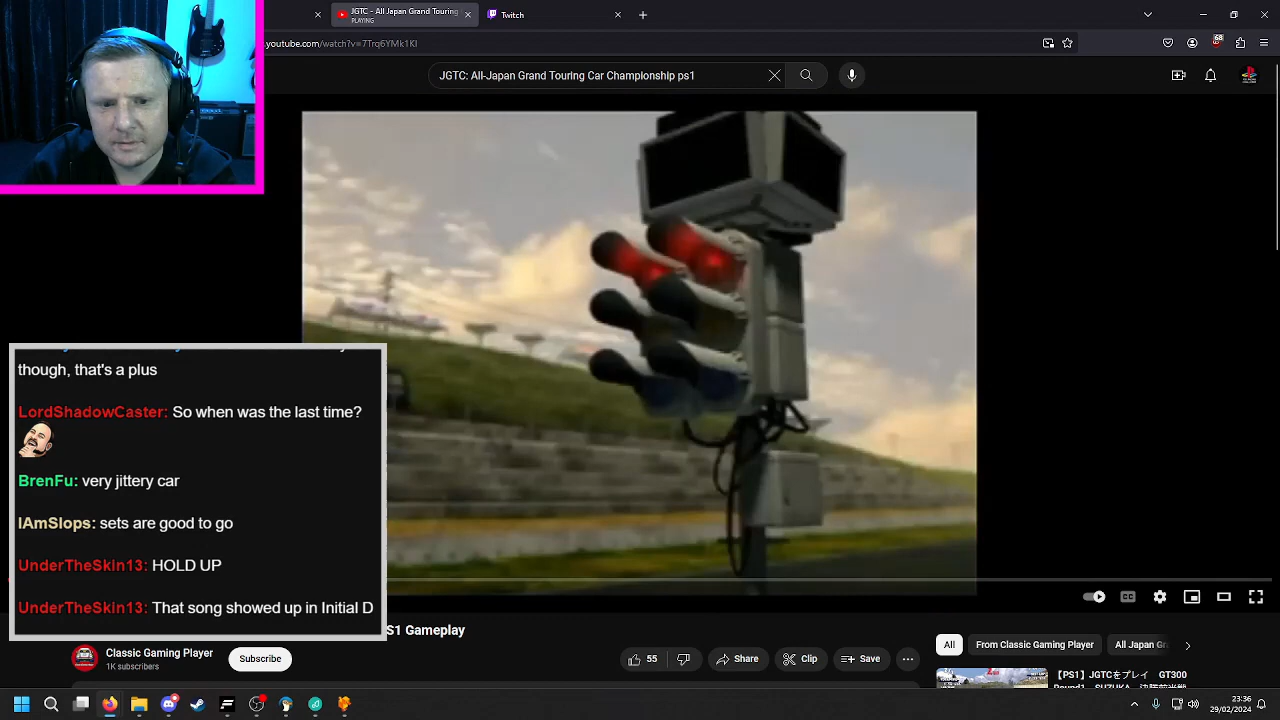 JGTC - All Japan Grand Touring
PLAYING
Twitch
youtube.com/watch?v=7Trq6YMk1KI
68
JGTC: All-Japan Grand Touring Car Championship ps1
though, that's a plus
LordShadowCaster: So when was the last time?
BrenFu: very jittery car
IAmSlops: sets are good to go
UnderTheSkin13: HOLD UP
UnderTheSkin13: That song showed up in Initial D
CC
S1 Gameplay
Classic Gaming Player
1K subscribers
Subscribe
55
Share
Clip
Save
All
From Classic Gaming Player
All Japan Gr
【PS1】JGTCをプレイ GT300
23:36
29/02/2024